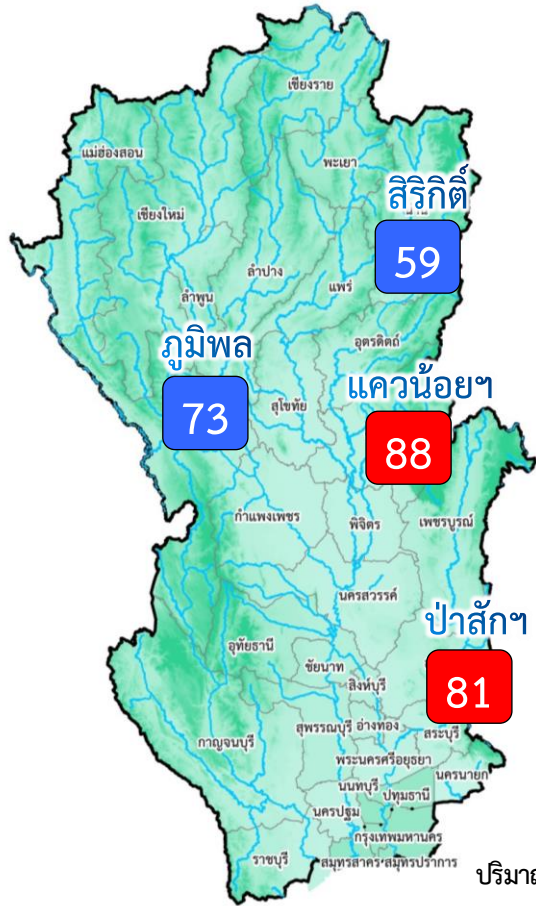 เชียงราย
แม่ฮ่องสอน
พะเยา
สิริกิติ์
เชียงใหม่
59
ลำปาง
แพร่
ลำพูน
อุตรดิตถ์
ภูมิพล
แควน้อยฯ
73
สุโขทัย
88
กำแพงเพชร
พิจิตร
เพชรบูรณ์
นครสวรรค์
ป่าสักฯ
อุทัยธานี
ชัยนาท
สิงห์บุรี
81
สุพรรณบุรี
อ่างทอง
สระบุรี
กาญจนบุรี
พระนครศรีอยุธยา
นครนายก
นนทบุรี
ปทุมธานี
นครปฐม
กรุงเทพมหานคร
ราชบุรี
สมุทรสาคร
สมุทรปราการ